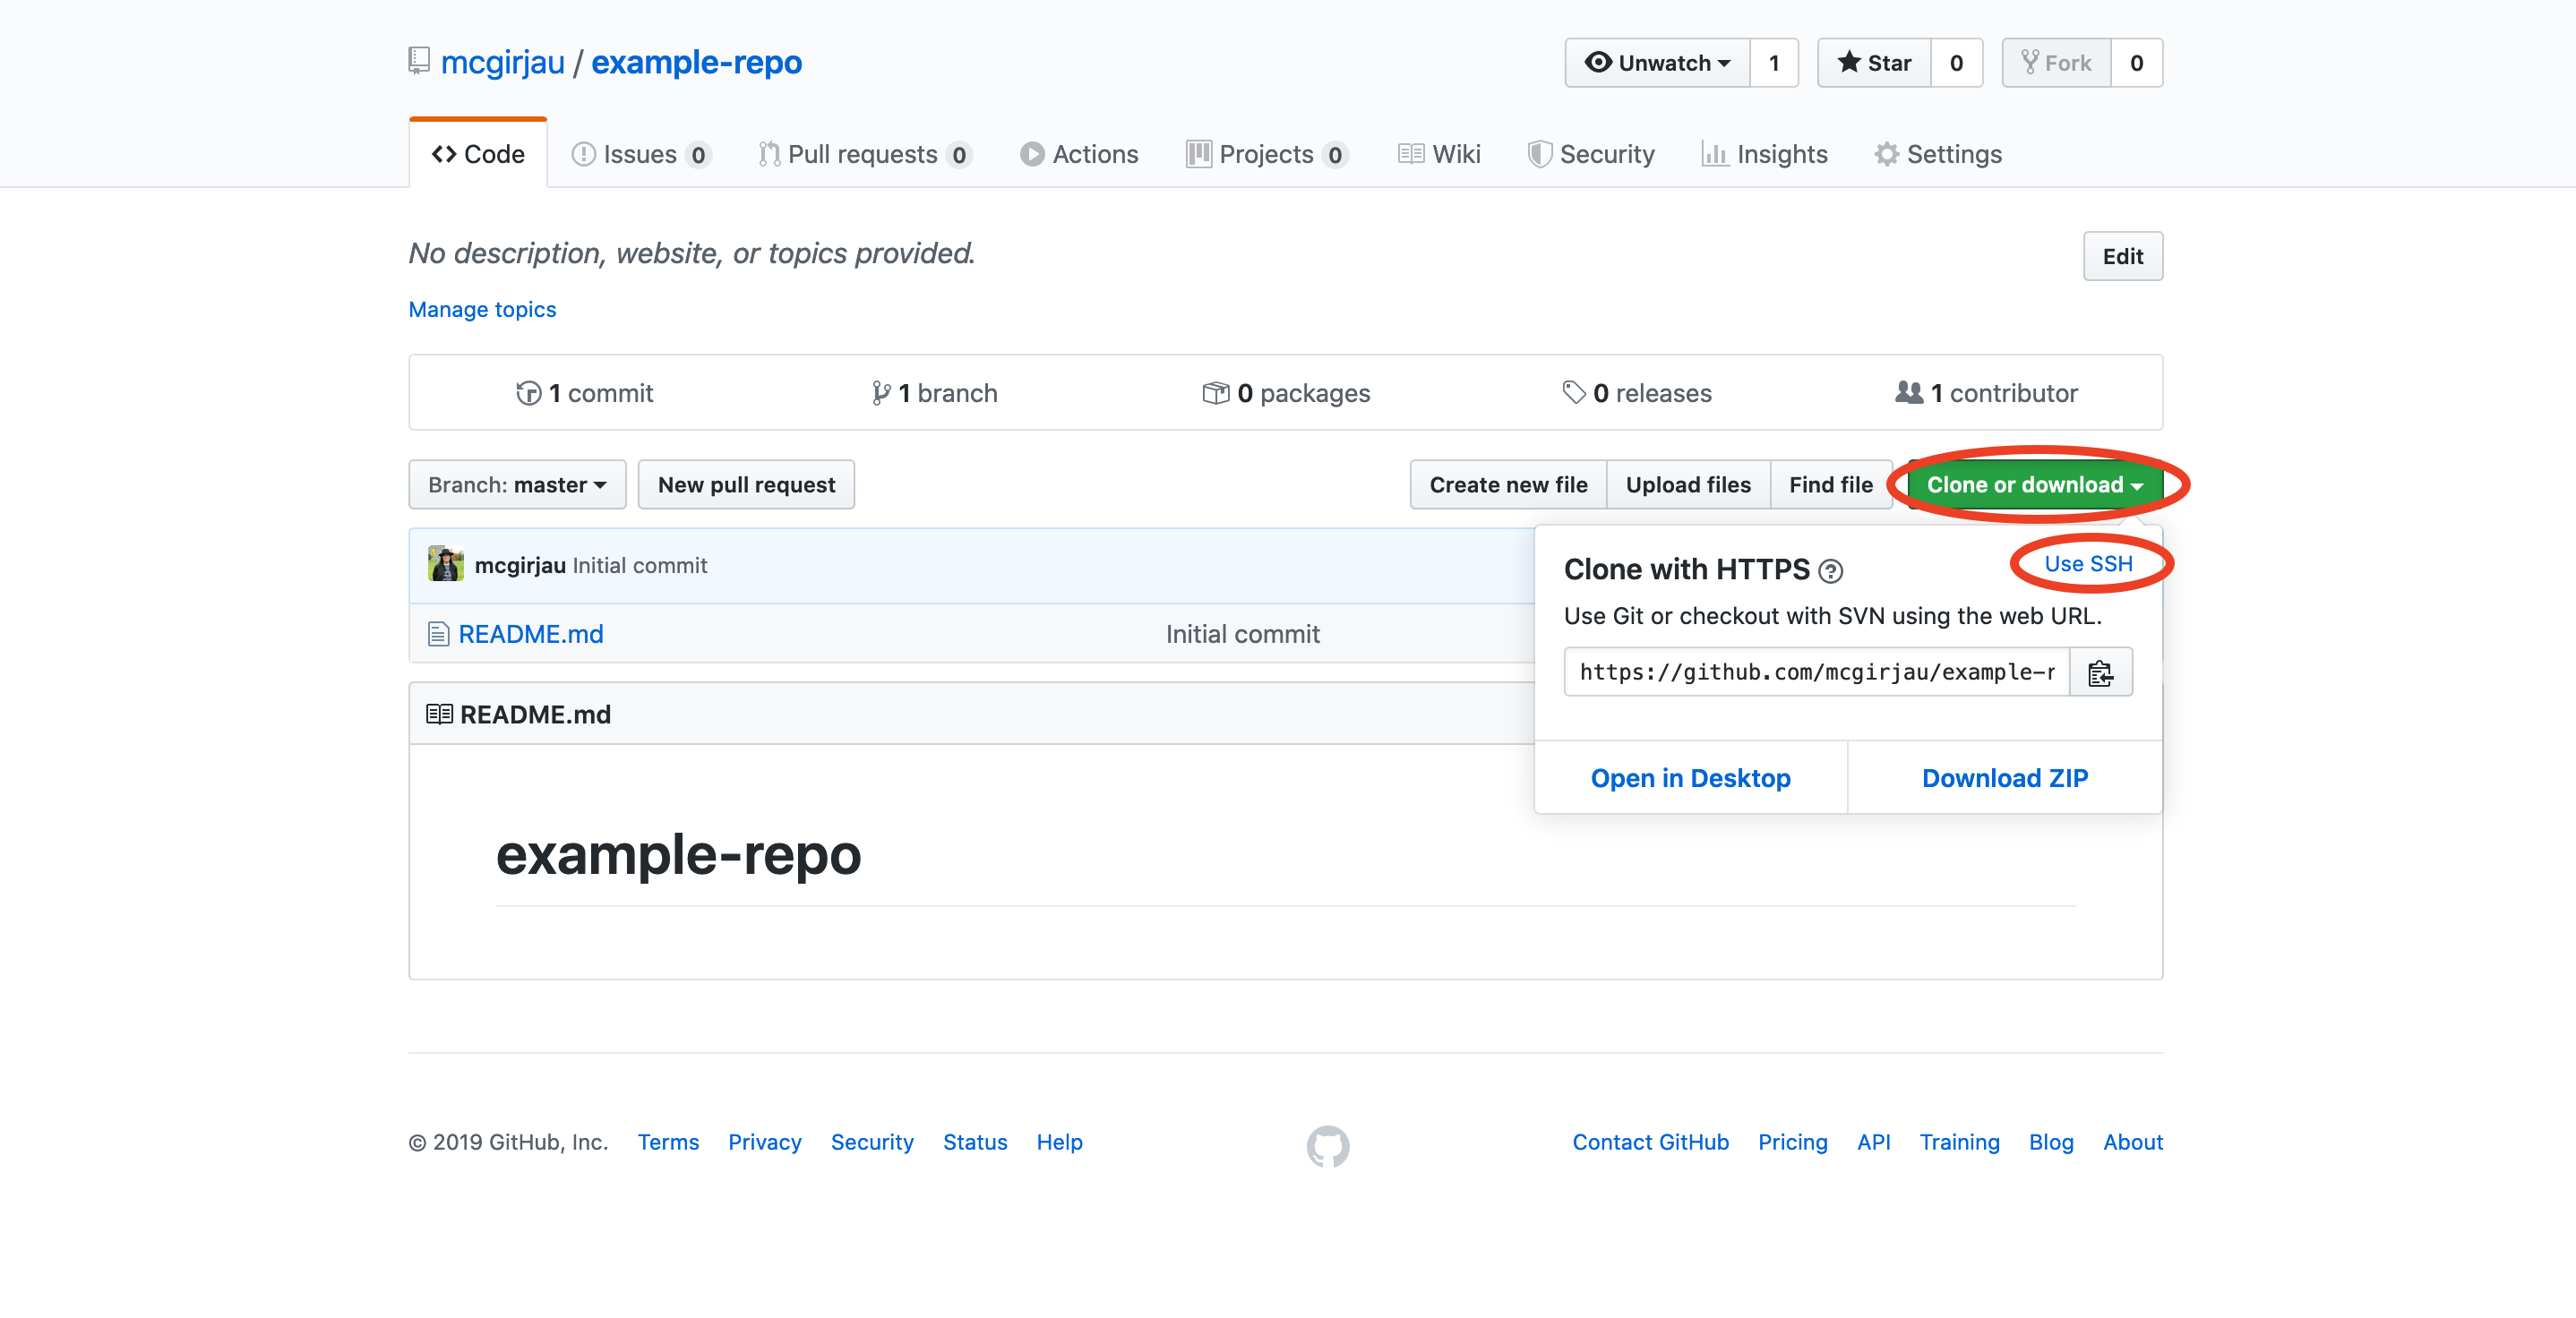 mcgirjau / example-repo
Unwatch 1 Star 0 Fork 0
Code Issues 0 Pull requests 0 Actions Projects 0 Wiki Security Insights Settings
No description, website, or topics provided.
Edit
Manage topics
1 commit 1 branch 0 packages 0 releases 1 contributor
Branch: master New pull request Create new file Upload files Find file Clone or download
mcgirjau Initial commit
Clone with HTTPS ? Use SSH
Use Git or checkout with SVN using the web URL.
README.md Initial commit
https://github.com/mcgirjau/example-r
README.md
Open in Desktop Download ZIP
example-repo
© 2019 GitHub, Inc. Terms Privacy Security Status Help Contact GitHub Pricing API Training Blog About